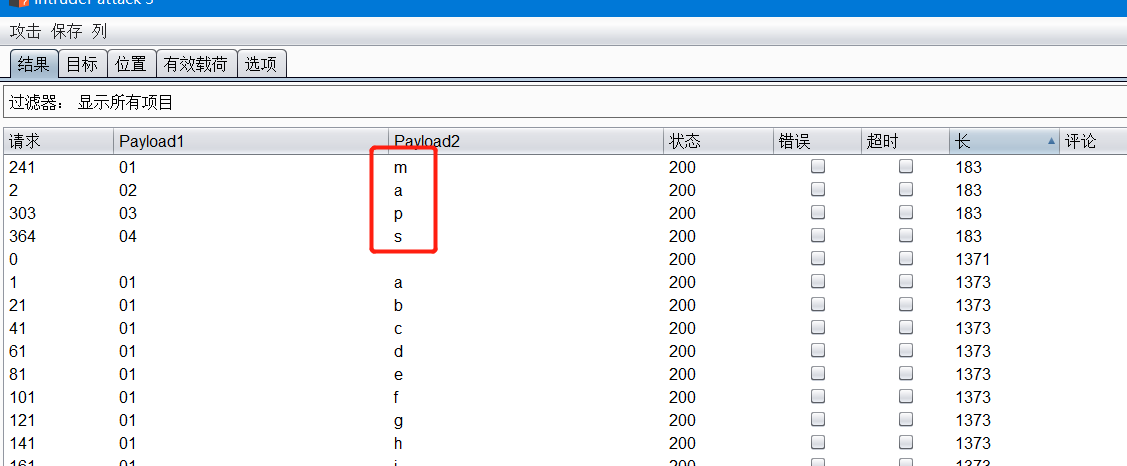 Intruder attack 3
攻击 保存 列
结果 目标 位置 有效载荷 选项
过滤器： 显示所有项目
请求 Payload1 Payload2 状态 错误 超时 长 评论
241 01 m 200 183
2 02 a 200 183
303 03 p 200 183
364 04 s 200 183
0 200 1371
1 01 a 200 1373
21 01 b 200 1373
41 01 c 200 1373
61 01 d 200 1373
81 01 e 200 1373
101 01 f 200 1373
121 01 g 200 1373
141 01 h 200 1373
161 01 i 200 1373